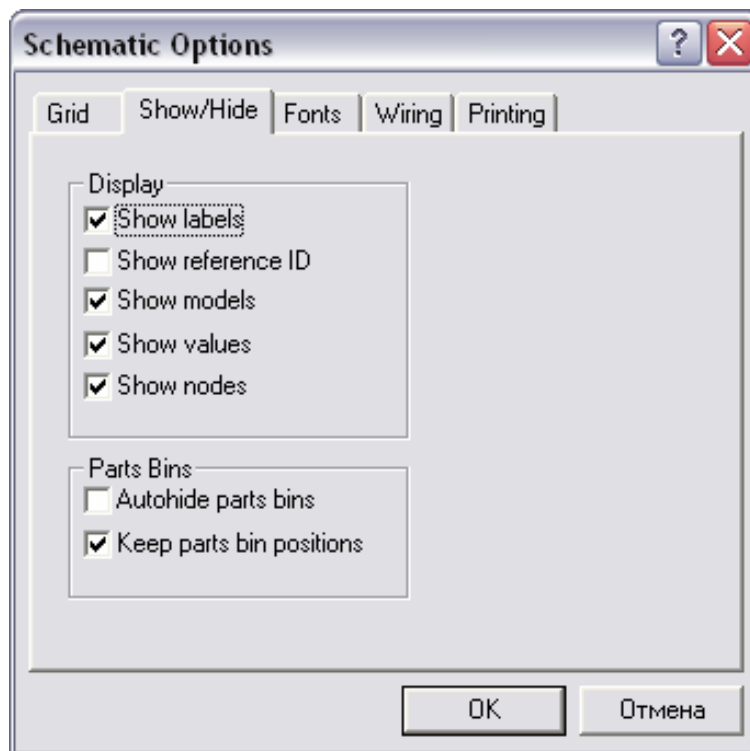 Schematic Options
Grid Show/Hide Fonts Wiring Printing
Display
Show labels
Show reference ID
Show models
Show values
Show nodes
Parts Bins
Autohide parts bins
Keep parts bin positions
OK Отмена